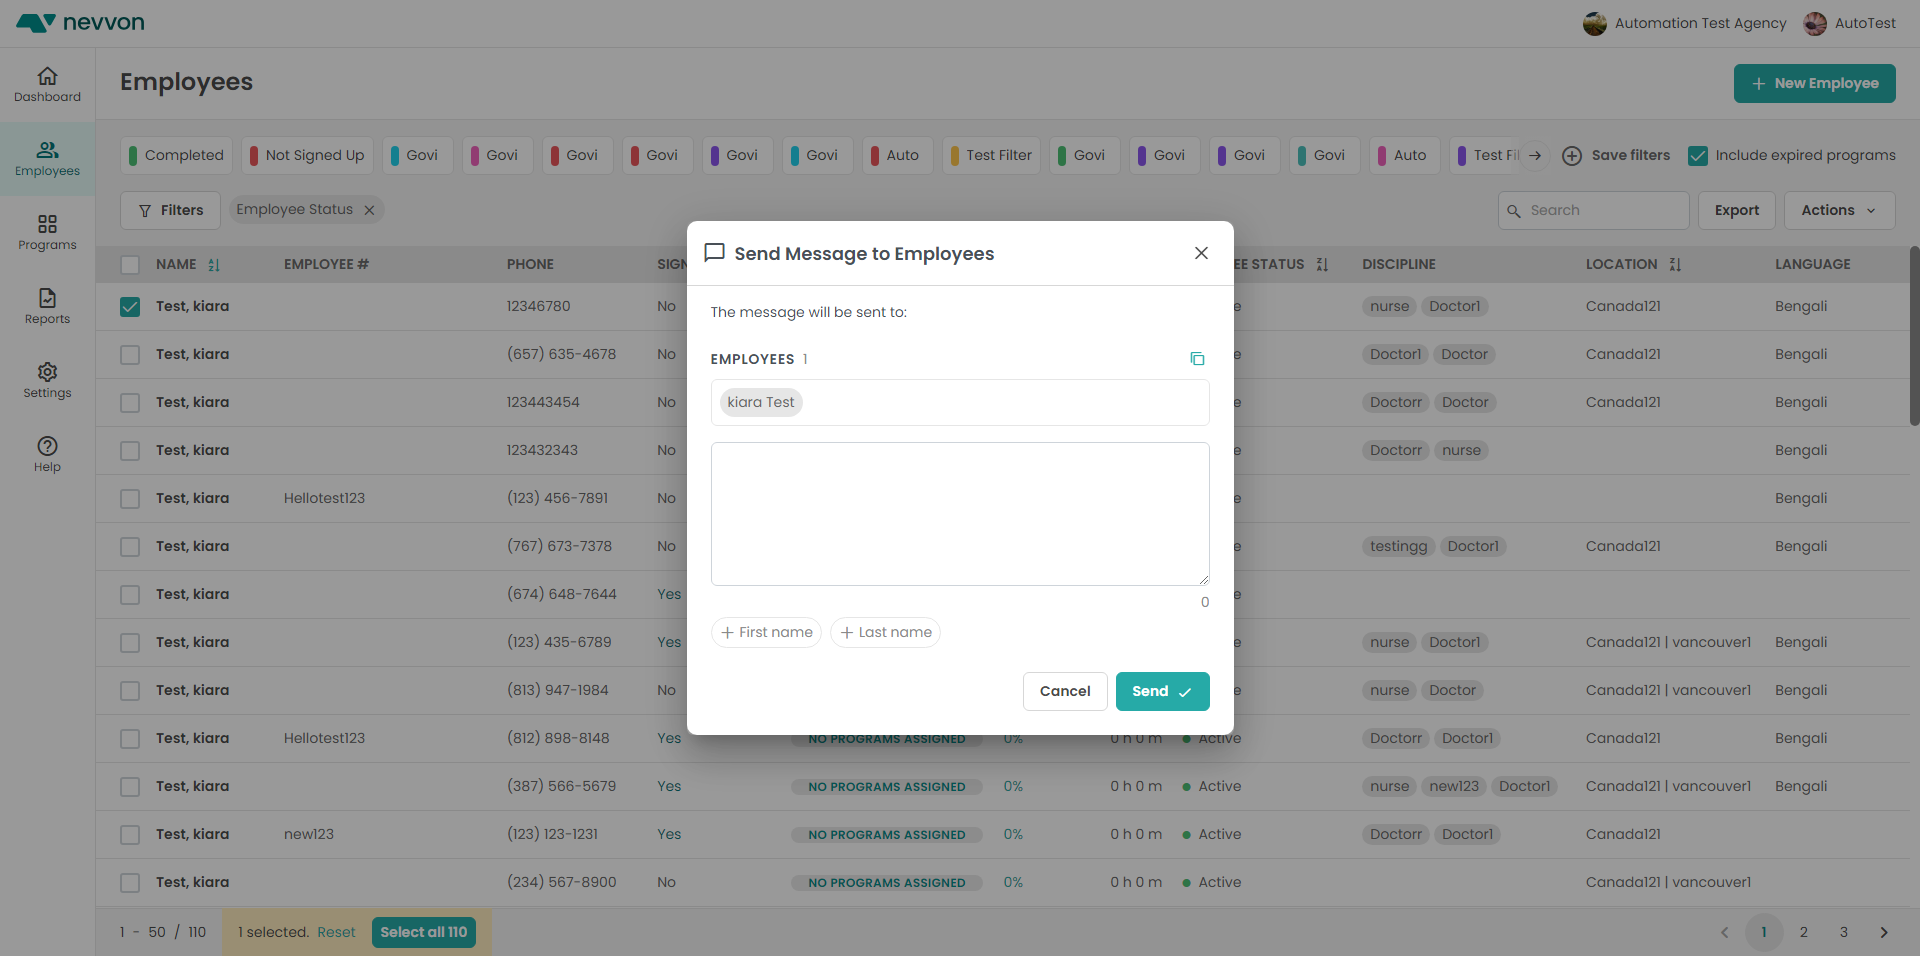 nevvon
Automation Test Agency AutoTest
Dashboard
Employees
Programs
Reports
Settings
Help
Employees
New Employee
Completed Not Signed Up Govi Govi Govi Govi Govi Govi Auto Test Filter Govi Govi Govi Govi Auto Test Fil Save filters Include expired programs
Filters Employee Status Search Export Actions
NAME EMPLOYEE # PHONE SIGN EE STATUS DISCIPLINE LOCATION LANGUAGE
Test, kiara 12346780 No e nurse Doctor1 Canada121 Bengali
Test, kiara (657) 635-4678 No e Doctor1 Doctor Canada121 Bengali
Test, kiara 123443454 No e Doctorr Doctor Canada121 Bengali
Test, kiara 123432343 No e Doctorr nurse Bengali
Test, kiara Hellotest123 (123) 456-7891 No e Bengali
Test, kiara (767) 673-7378 No e testingg Doctor1 Canada121 Bengali
Test, kiara (674) 648-7644 Yes e
Test, kiara (123) 435-6789 Yes e nurse Doctor1 Canada121 | vancouver1 Bengali
Test, kiara (813) 947-1984 No e nurse Doctor Canada121 | vancouver1 Bengali
Test, kiara Hellotest123 (812) 898-8148 Yes NO PROGRAMS ASSIGNED 0% 0 h 0 m Active Doctorr Doctor1 Canada121 Bengali
Test, kiara (387) 566-5679 Yes NO PROGRAMS ASSIGNED 0% 0 h 0 m Active nurse new123 Doctor1 Canada121 | vancouver1 Bengali
Test, kiara new123 (123) 123-1231 Yes NO PROGRAMS ASSIGNED 0% 0 h 0 m Active Doctorr Doctor1 Canada121
Test, kiara (234) 567-8900 No NO PROGRAMS ASSIGNED 0% 0 h 0 m Active Canada121 | vancouver1
1 - 50 / 110 1 selected. Reset Select all 110 1 2 3
Send Message to Employees
The message will be sent to:
EMPLOYEES 1
kiara Test
0
+ First name + Last name
Cancel Send